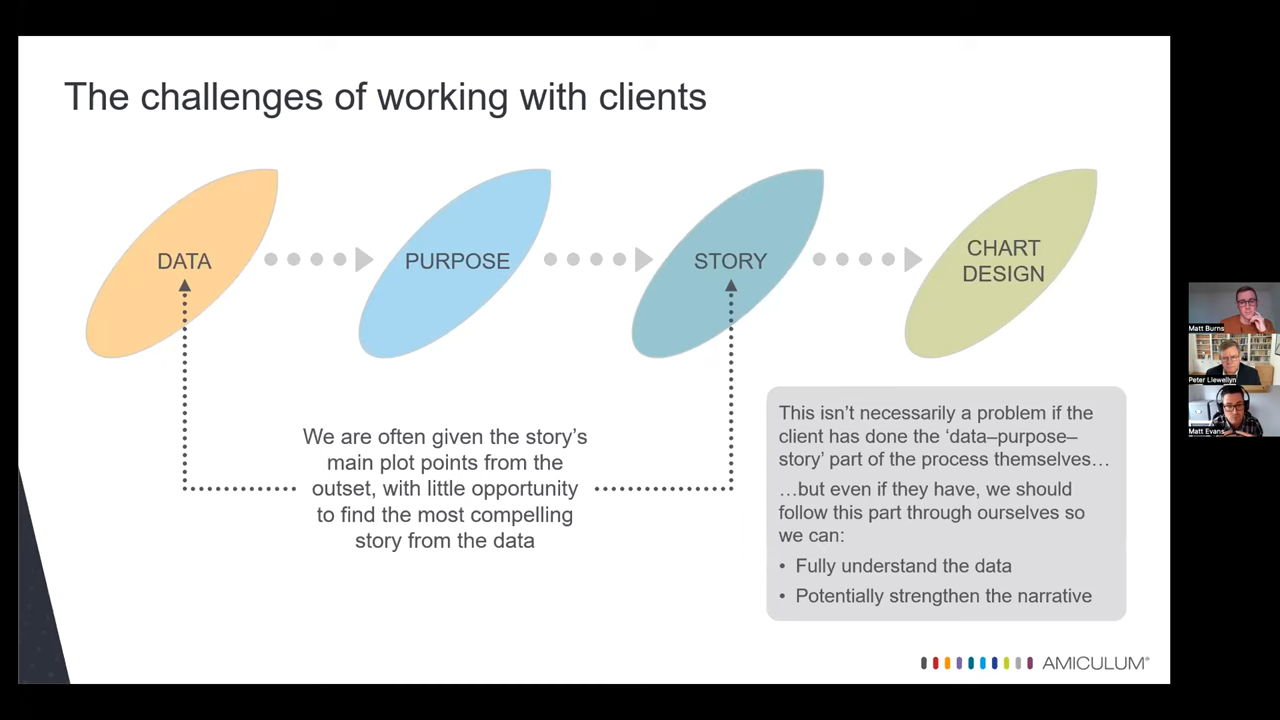 The challenges of working with clients
DATA
PURPOSE
STORY
CHART
DESIGN
We are often given the story’s
main plot points from the
outset, with little opportunity
to find the most compelling
story from the data
This isn’t necessarily a problem if the
client has done the ‘data–purpose–
story’ part of the process themselves…
…but even if they have, we should
follow this part through ourselves so
we can:
• Fully understand the data
• Potentially strengthen the narrative
AMICULUM®
Matt Burns
Peter Llewellyn
Matt Evans